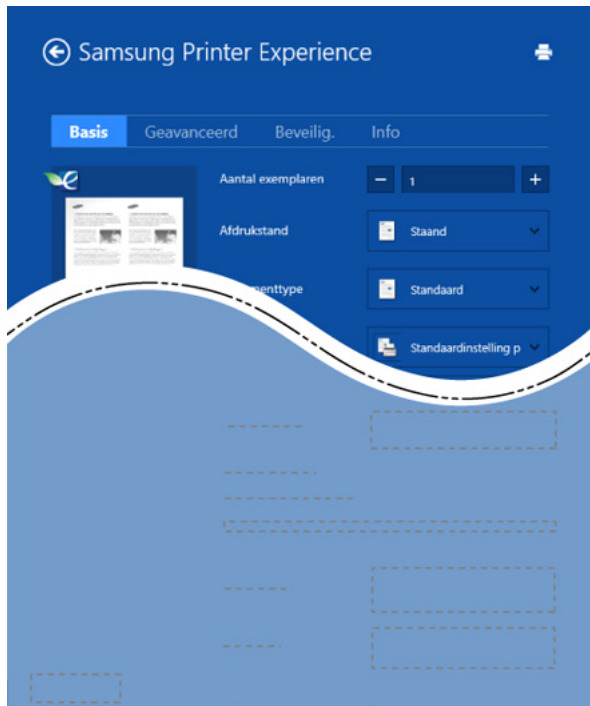 Samsung Printer Experience
Basis Geavanceerd Beveilig. Info
Aantal exemplaren 1
Afdrukstand Staand
Standaard
Standaardinstelling p